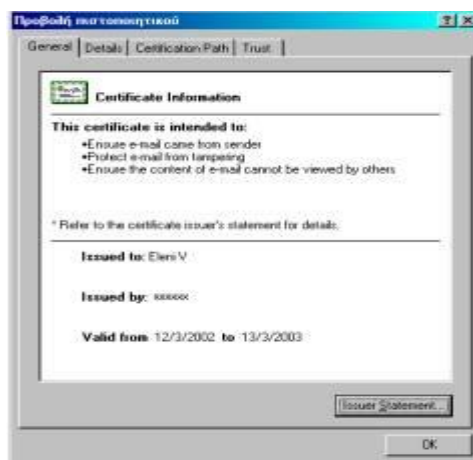 Προβολή πιστοποιητικού
General Details Certification Path Trust
Certificate Information
This certificate is intended to:
•Ensure e-mail came from sender
•Protect e-mail from tampering
•Ensure the content of e-mail cannot be viewed by others
* Refer to the certificate issuer's statement for details.
Issued to: Eleni V
Issued by: xxxxxx
Valid from 12/3/2002 to 13/3/2003
Issuer Statement...
OK